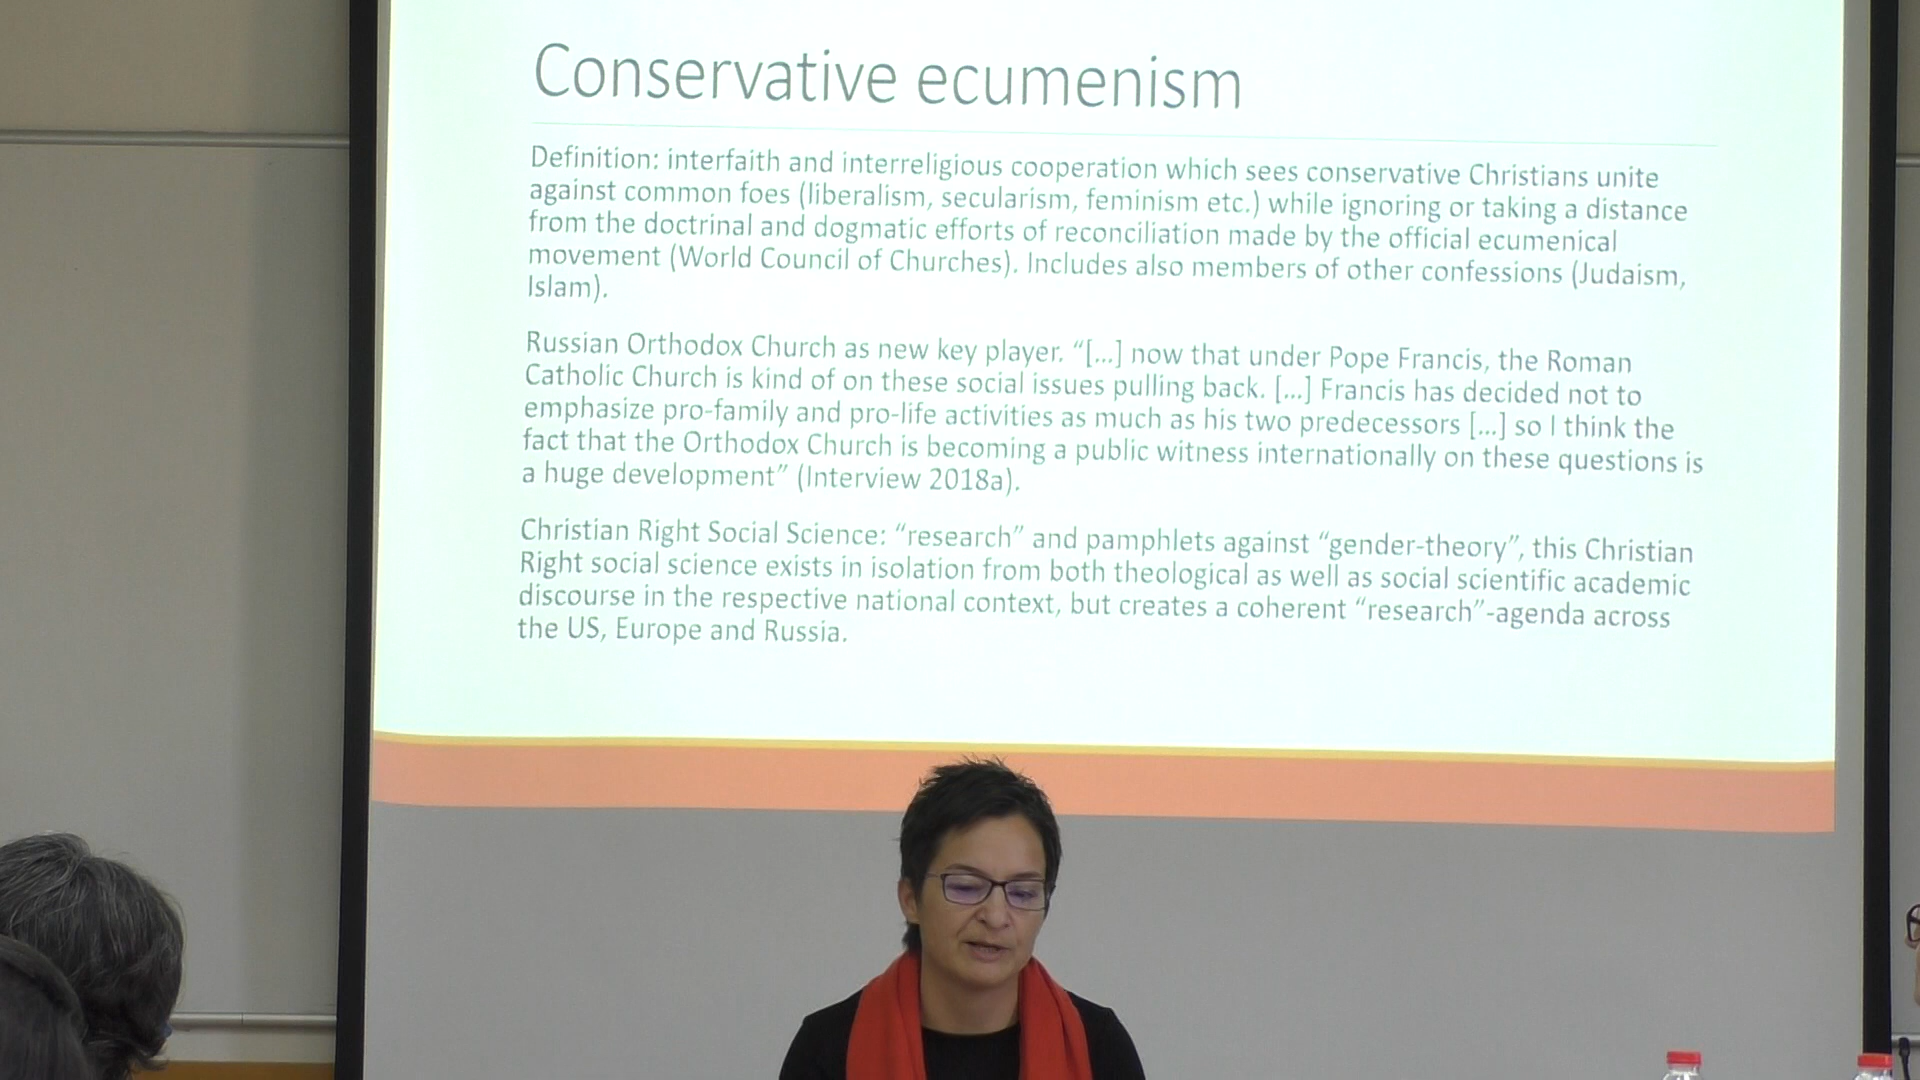 Conservative ecumenism
Definition: interfaith and interreligious cooperation which sees conservative Christians unite
against common foes (liberalism, secularism, feminism etc.) while ignoring or taking a distance
from the doctrinal and dogmatic efforts of reconciliation made by the official ecumenical
movement (World Council of Churches). Includes also members of other confessions (Judaism,
Islam).
Russian Orthodox Church as new key player. “[...] now that under Pope Francis, the Roman
Catholic Church is kind of on these social issues pulling back. [...] Francis has decided not to
emphasize pro-family and pro-life activities as much as his two predecessors [...] so I think the
fact that the Orthodox Church is becoming a public witness internationally on these questions is
a huge development” (Interview 2018a).
Christian Right Social Science: “research” and pamphlets against “gender-theory”, this Christian
Right social science exists in isolation from both theological as well as social scientific academic
discourse in the respective national context, but creates a coherent “research”-agenda across
the US, Europe and Russia.